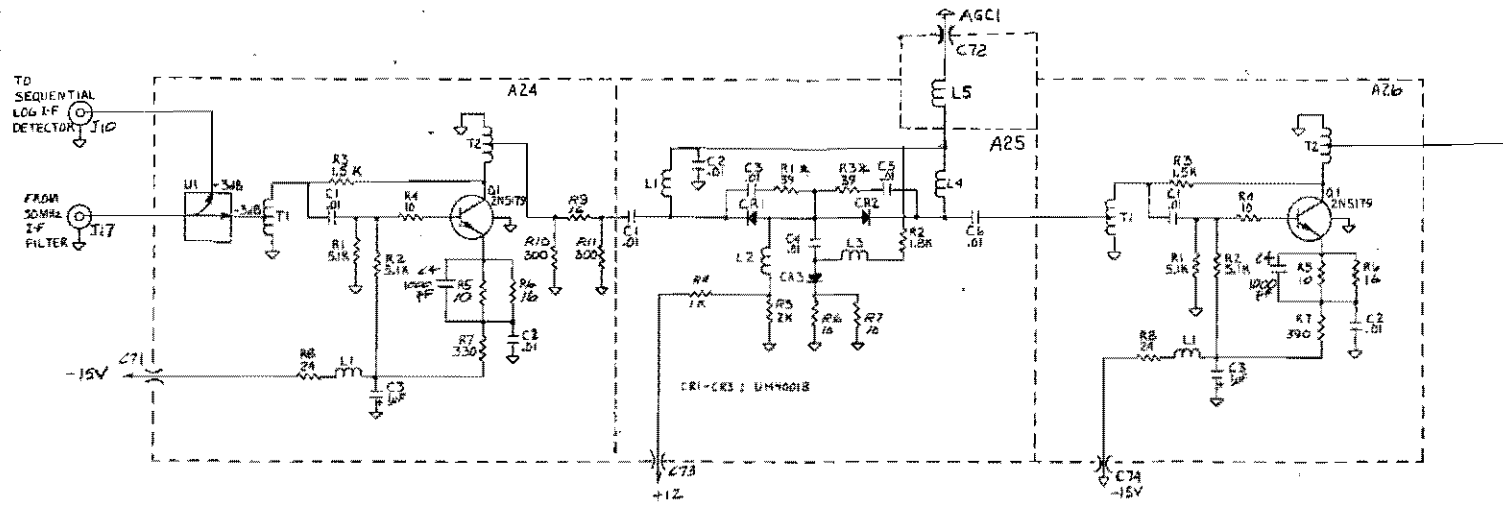 AGC1
C72
L5
TO
SEQUENTIAL
LOG I-F
DETECTOR
J10
FROM
I-F
FILTER
J17
A24
U1
-3dB
-3dB
T1
R3
1.5K
C1
.01
R4
10
T2
Q1
2N5179
R1
5.1K
R2
5.1K
C4
1000
PF
R5
10
R6
16
C2
.01
R7
330
R8
24
L1
C3
C71
-15V
R9
16
R10
300
R11
300
A25
C1
.01
L1
C2
.01
C3
.01
R1*
39
R3*
39
C5
.01
CR1
CR2
L4
R2
1.8K
C6
.01
C4
.01
L3
L2
CR3
R4
1K
R5
2K
R6
10
R7
10
CR1-CR3 ;
C73
+12
A26
T2
T1
R3
1.5K
C1
.01
R4
10
Q1
2N5179
R1
5.1K
R2
5.1K
C4
1000
PF
R5
10
R6
16
R7
390
C2
.01
R8
24
L1
C3
C74
-15V